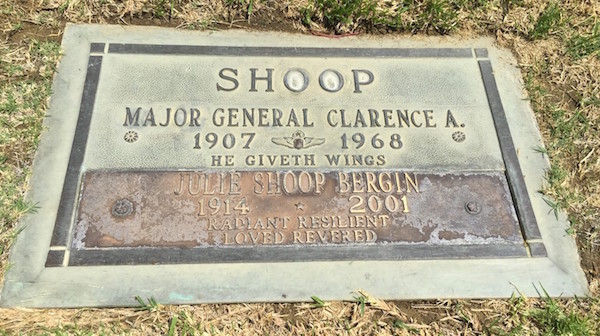 SHOOP
MAJOR GENERAL CLARENCE A.
1907 1968
HE GIVETH WINGS
JULIE SHOOP BERGIN
1914 2001
RADIANT RESILIENT
LOVED REVERED